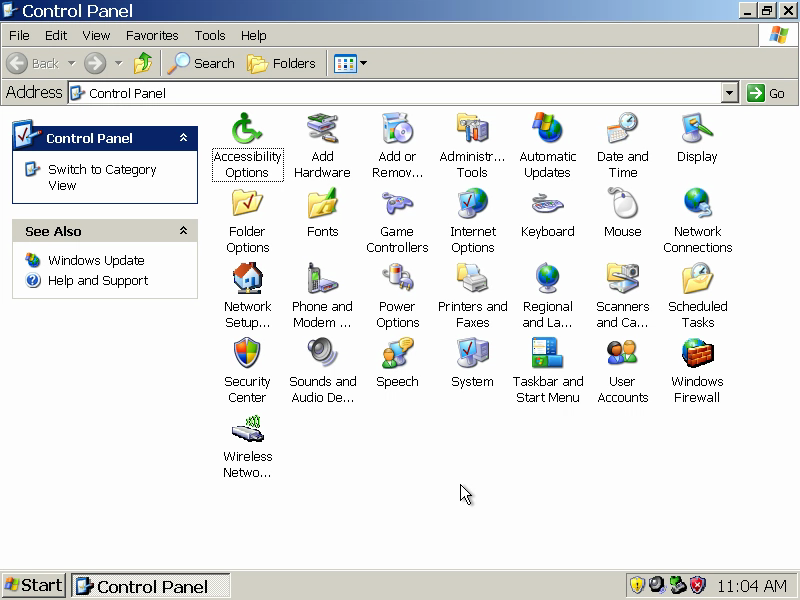 Control Panel
File Edit View Favorites Tools Help
Back Search Folders
Address Control Panel Go
Control Panel
Switch to Category
View
See Also
Windows Update
Help and Support
Accessibility
Options
Add
Hardware
Add or
Remov...
Administr...
Tools
Automatic
Updates
Date and
Time
Display
Folder
Options
Fonts
Game
Controllers
Internet
Options
Keyboard
Mouse
Network
Connections
Network
Setup...
Phone and
Modem ...
Power
Options
Printers and
Faxes
Regional
and La...
Scanners
and Ca...
Scheduled
Tasks
Security
Center
Sounds and
Audio De...
Speech
System
Taskbar and
Start Menu
User
Accounts
Windows
Firewall
Wireless
Netwo...
Start Control Panel 11:04 AM